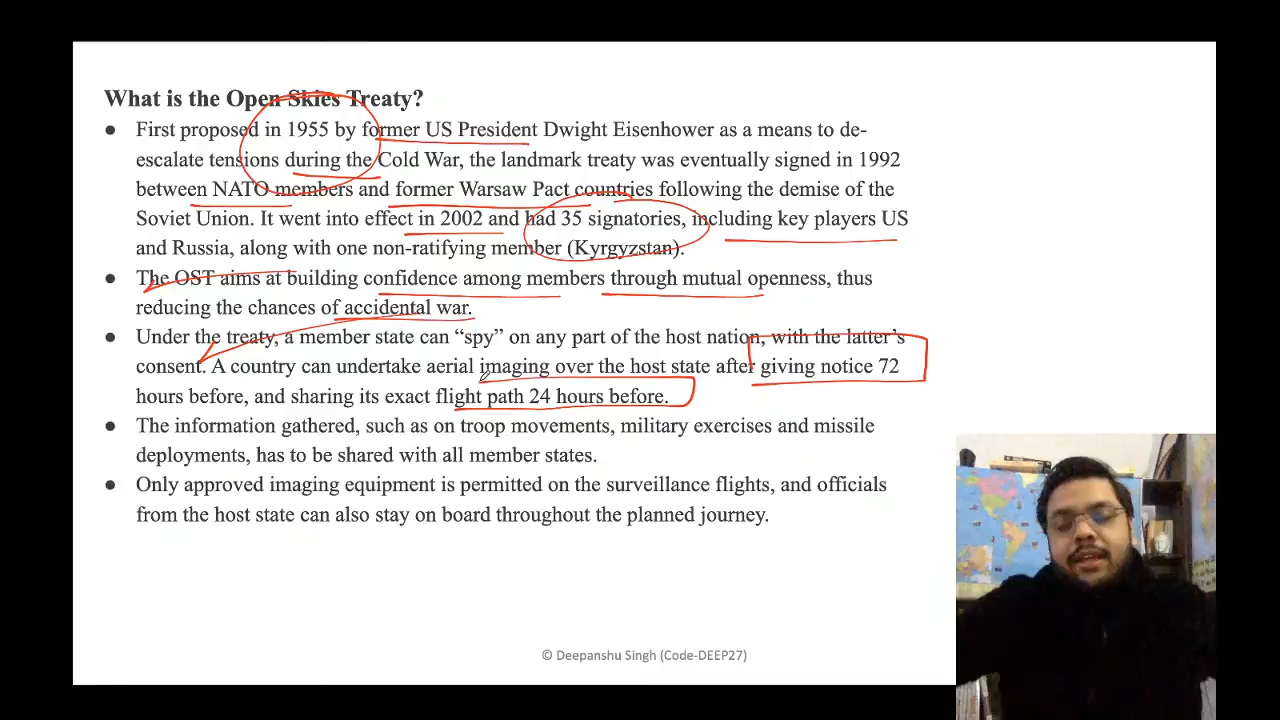 What is the Open Skies Treaty?
● First proposed in 1955 by former US President Dwight Eisenhower as a means to de-
escalate tensions during the Cold War, the landmark treaty was eventually signed in 1992
between NATO members and former Warsaw Pact countries following the demise of the
Soviet Union. It went into effect in 2002 and had 35 signatories, including key players US
and Russia, along with one non-ratifying member (Kyrgyzstan).
● The OST aims at building confidence among members through mutual openness, thus
reducing the chances of accidental war.
● Under the treaty, a member state can “spy” on any part of the host nation, with the latter’s
consent. A country can undertake aerial imaging over the host state after giving notice 72
hours before, and sharing its exact flight path 24 hours before.
● The information gathered, such as on troop movements, military exercises and missile
deployments, has to be shared with all member states.
● Only approved imaging equipment is permitted on the surveillance flights, and officials
from the host state can also stay on board throughout the planned journey.
© Deepanshu Singh (Code-DEEP27)